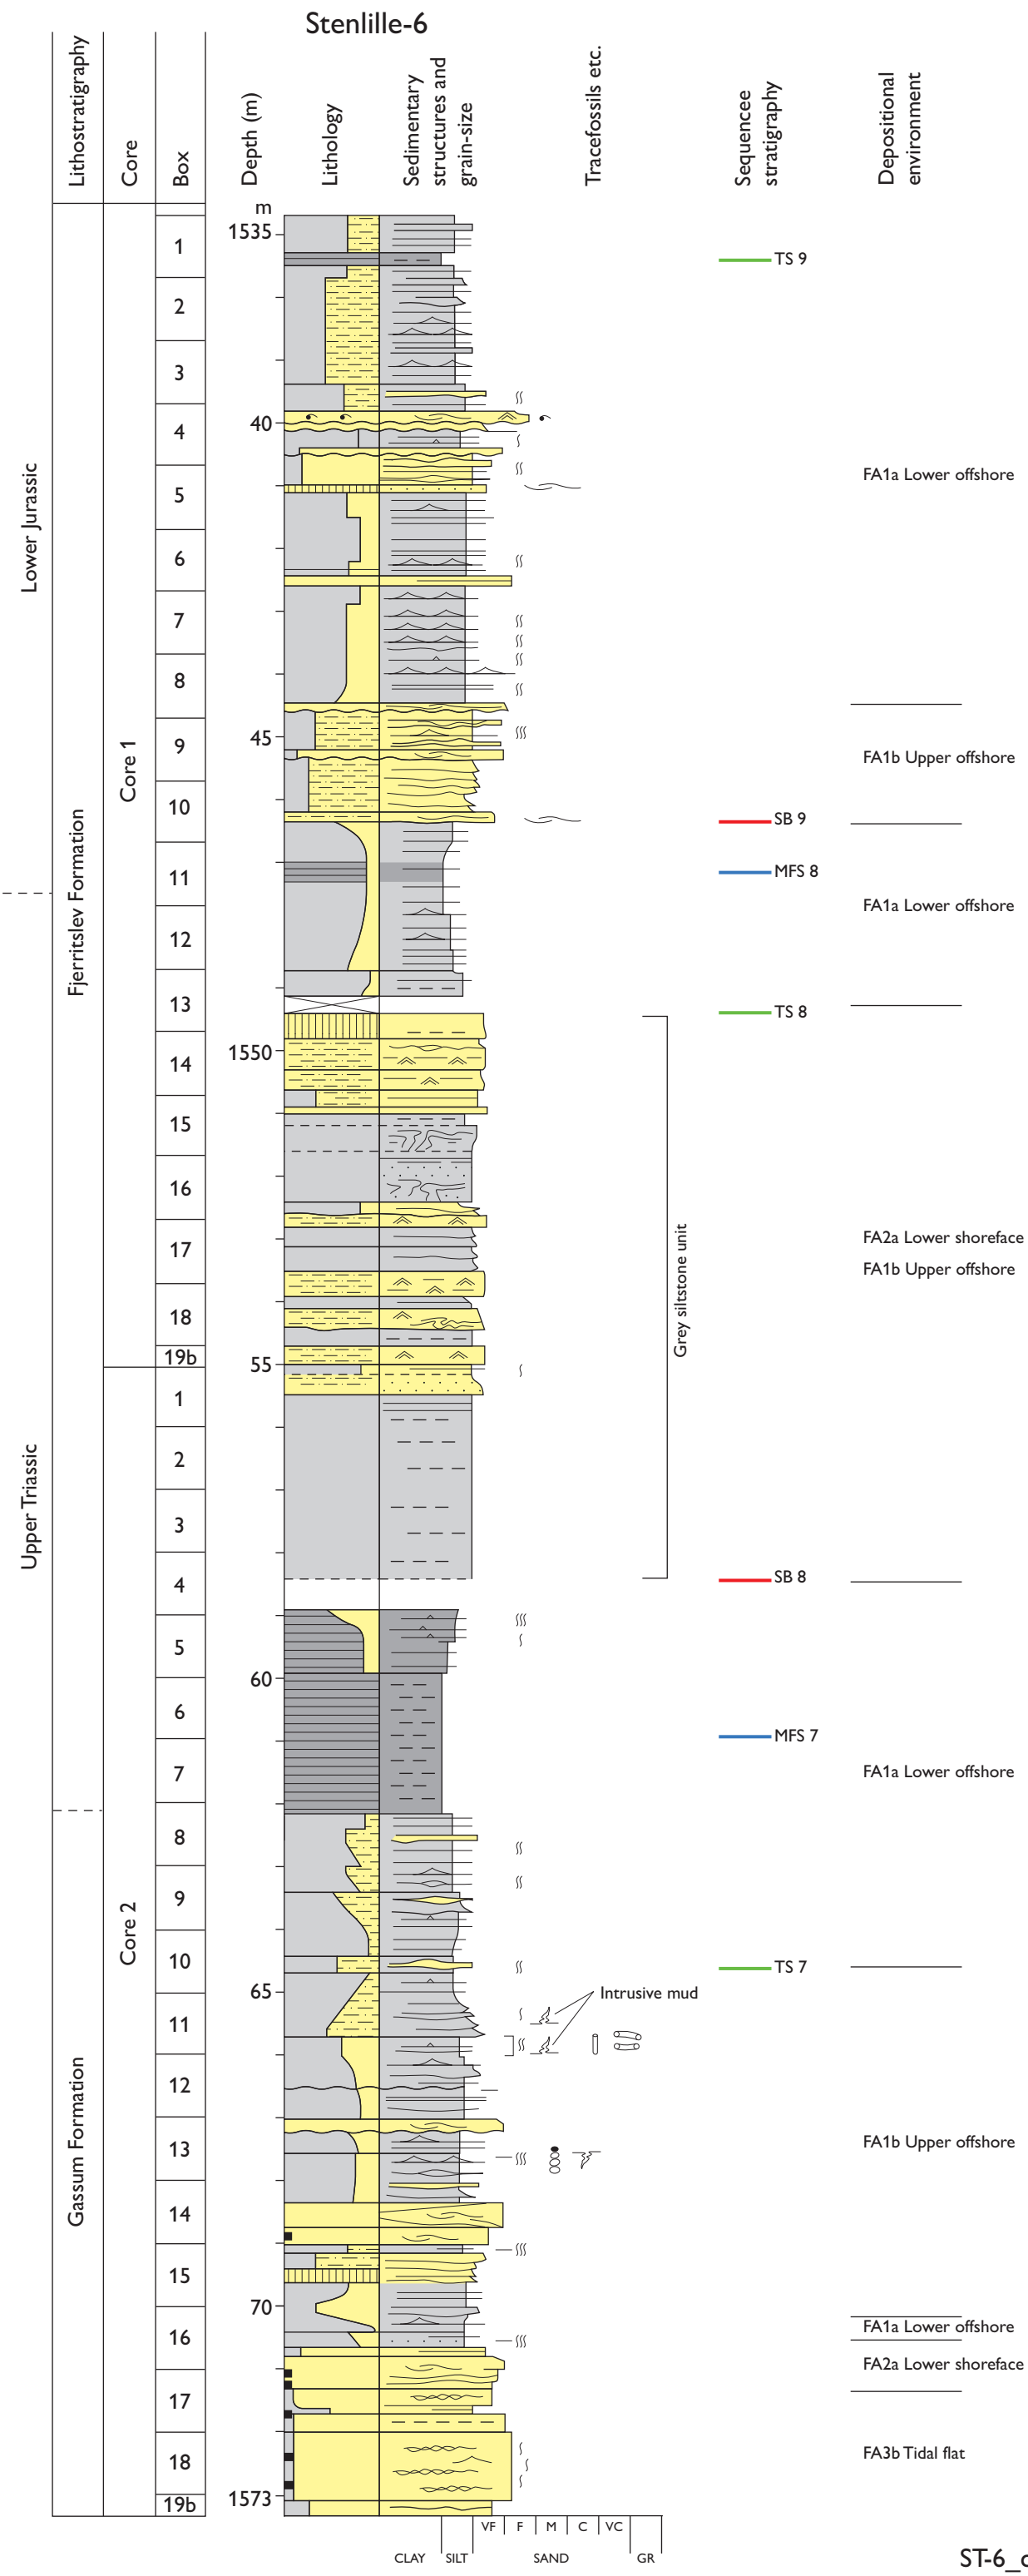 Stenlille-6
Lithostratigraphy
Core
Box
Depth (m)
Lithology
Sedimentary
structures and
grain-size
Tracefossils etc.
Sequencee
stratigraphy
Depositional
environment
m
1535
40
45
1550
55
60
65
70
1573
Lower Jurassic
Upper Triassic
Fjerritslev Formation
Gassum Formation
Core 1
Core 2
1
2
3
4
5
6
7
8
9
10
11
12
13
14
15
16
17
18
19b
1
2
3
4
5
6
7
8
9
10
11
12
13
14
15
16
17
18
19b
TS 9
FA1a Lower offshore
FA1b Upper offshore
SB 9
MFS 8
FA1a Lower offshore
TS 8
Grey siltstone unit
FA2a Lower shoreface
FA1b Upper offshore
SB 8
MFS 7
FA1a Lower offshore
TS 7
Intrusive mud
FA1b Upper offshore
FA1a Lower offshore
FA2a Lower shoreface
FA3b Tidal flat
VF F M C VC
CLAY SILT SAND GR